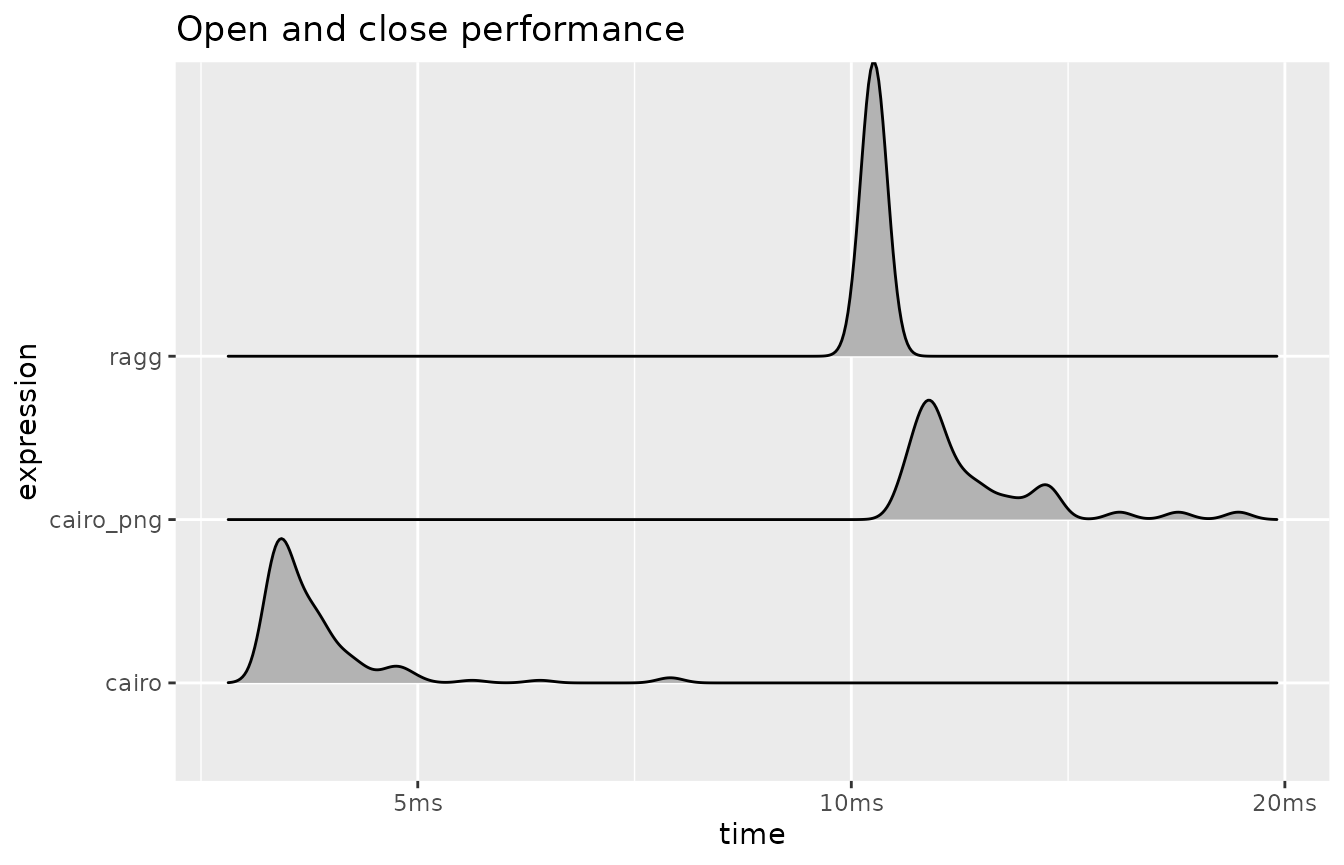 Open and close performance
expression
ragg
cairo_png
cairo
5ms
10ms
20ms
time